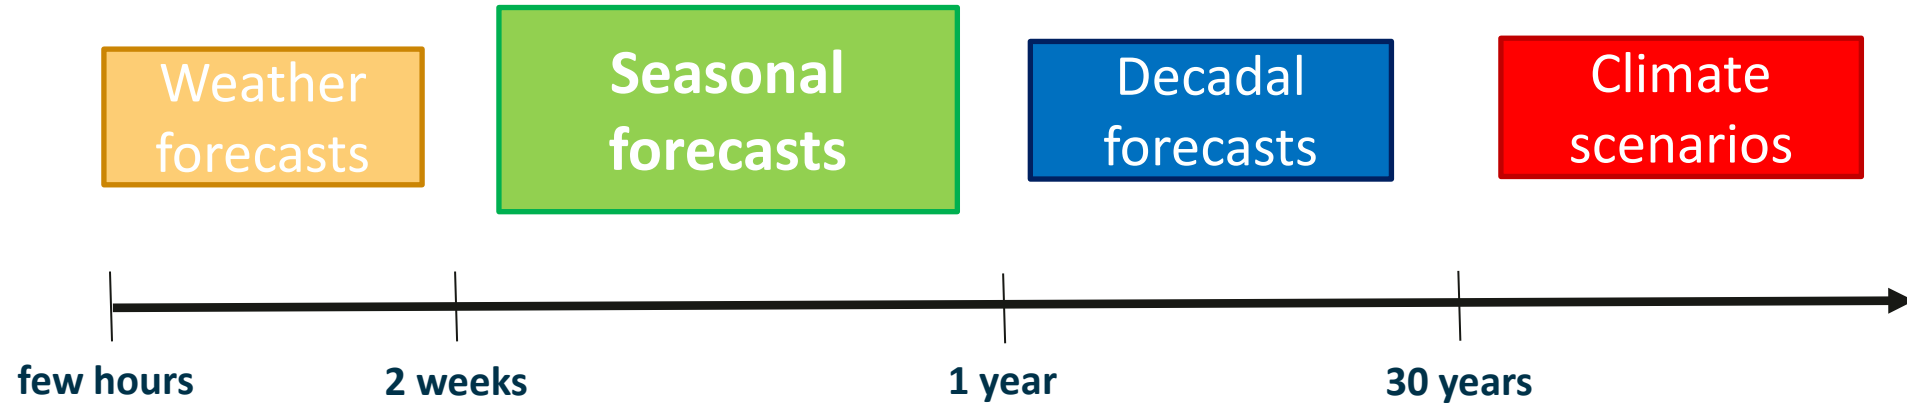 Weather
forecasts
Seasonal
forecasts
Decadal
forecasts
Climate
scenarios
few hours
2 weeks
1 year
30 years